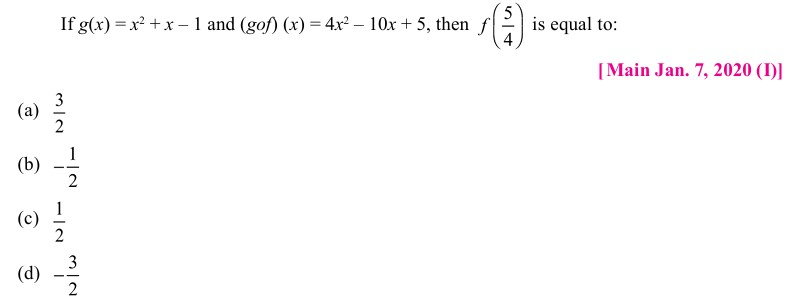 If g(x) = x² + x – 1 and (gof) (x) = 4x² – 10x + 5, then f(5/4) is equal to:
[Main Jan. 7, 2020 (I)]
(a) 3/2
(b) –1/2
(c) 1/2
(d) –3/2